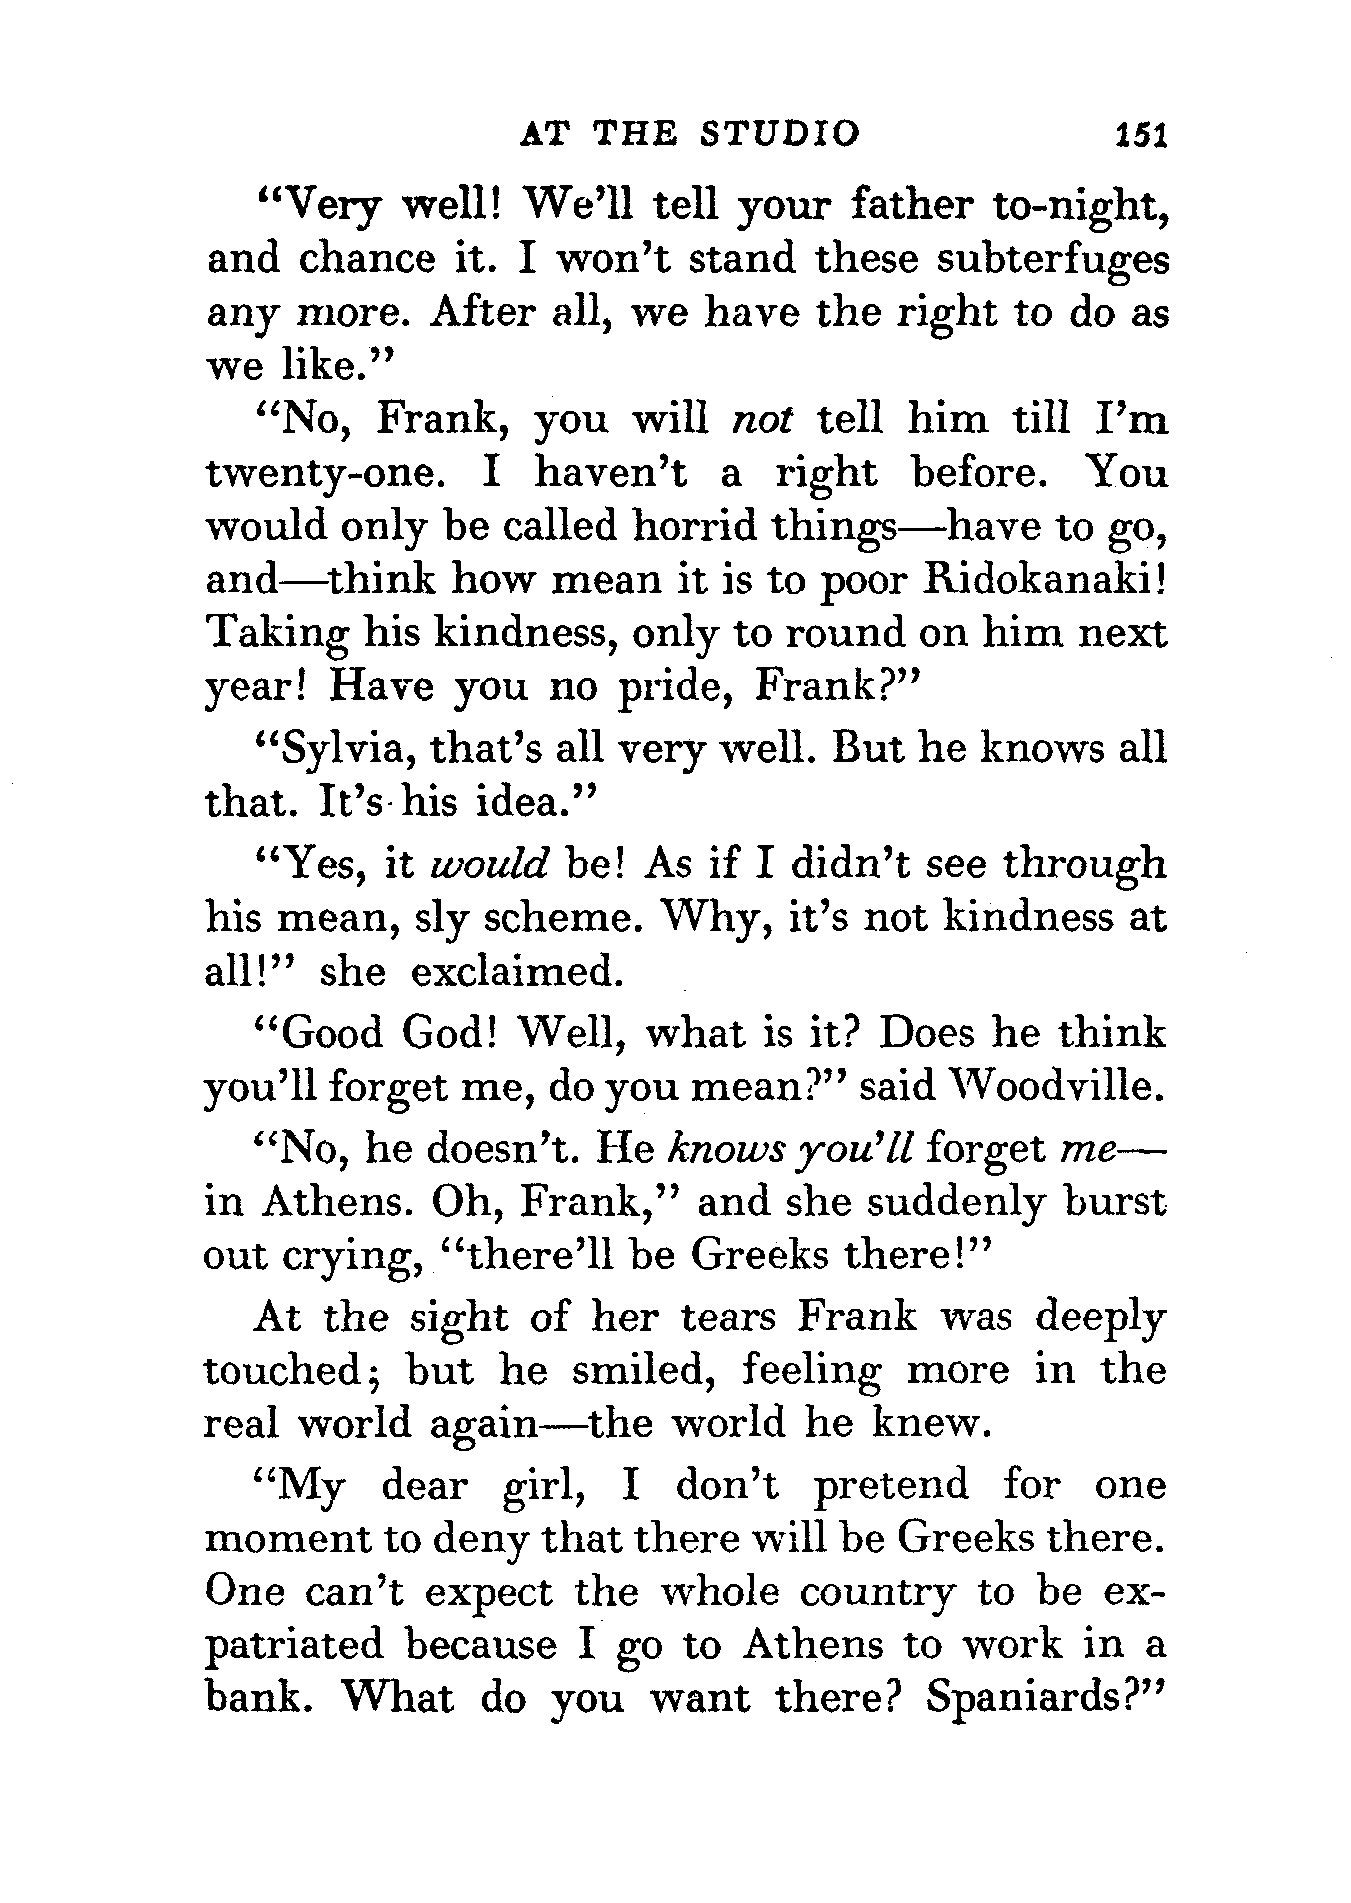 AT THE STUDIO 151
“Very well! We’ll tell your father to-night,
and chance it. I won’t stand these subterfuges
any more. After all, we have the right to do as
we like.”
“No, Frank, you will not tell him till I’m
twenty-one. I haven’t a right before. You
would only be called horrid things—have to go,
and—think how mean it is to poor Ridokanaki!
Taking his kindness, only to round on him next
year! Have you no pride, Frank?”
“Sylvia, that’s all very well. But he knows all
that. It’s his idea.”
“Yes, it would be! As if I didn’t see through
his mean, sly scheme. Why, it’s not kindness at
all!” she exclaimed.
“Good God! Well, what is it? Does he think
you’ll forget me, do you mean?” said Woodville.
“No, he doesn’t. He knows you’ll forget me—
in Athens. Oh, Frank,” and she suddenly burst
out crying, “there’ll be Greeks there!”
At the sight of her tears Frank was deeply
touched; but he smiled, feeling more in the
real world again—the world he knew.
“My dear girl, I don’t pretend for one
moment to deny that there will be Greeks there.
One can’t expect the whole country to be ex-
patriated because I go to Athens to work in a
bank. What do you want there? Spaniards?”